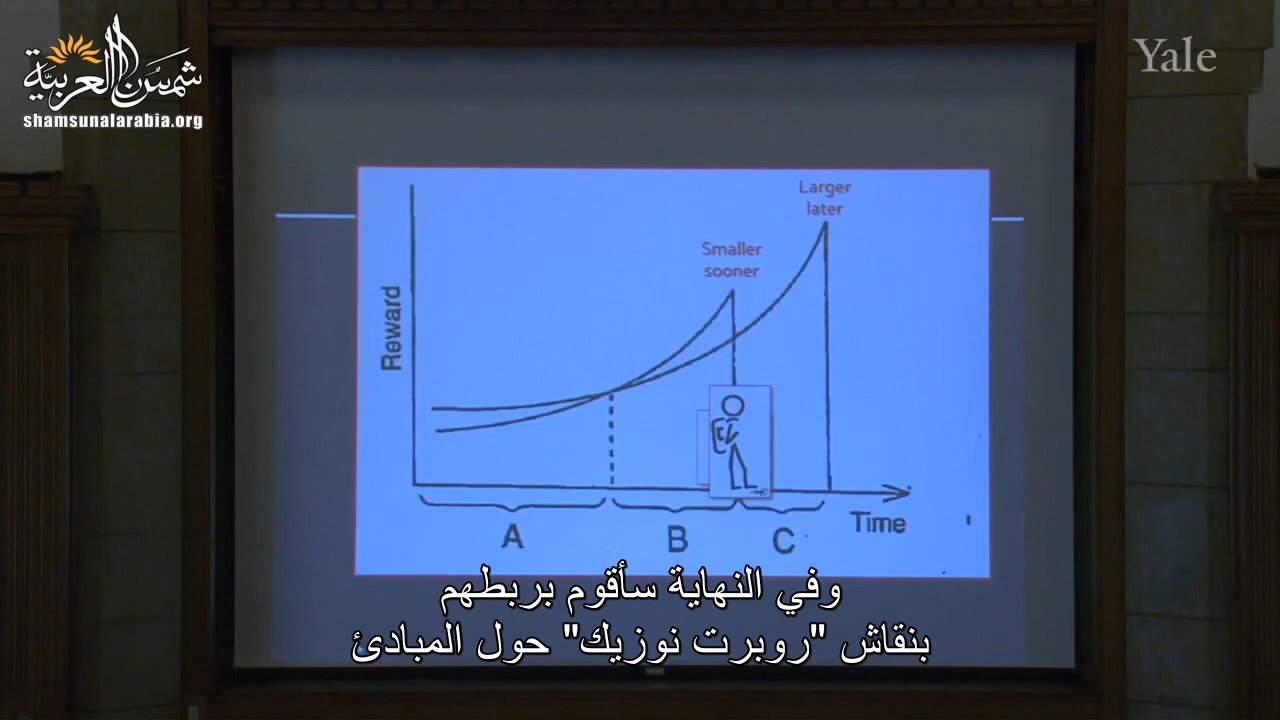 شمس العربية
shamsunalarabia.org
Yale
Larger
later
Smaller
sooner
Reward
A
B
C
Time
وفي النهاية سأقوم بربطهم
بنقاش "روبرت نوزيك" حول المبادئ